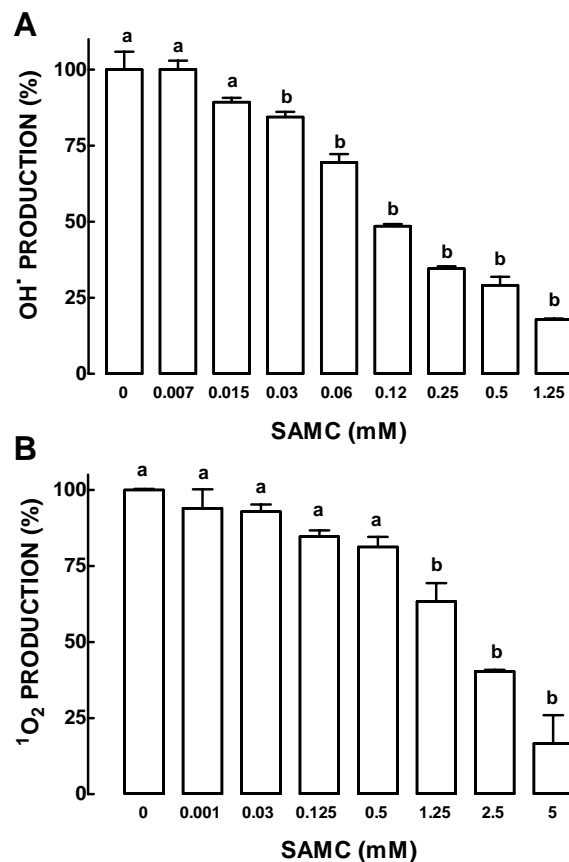 A
OH˙ PRODUCTION (%)
100
75
50
25
0
a a a b b b b b b
0 0.007 0.015 0.03 0.06 0.12 0.25 0.5 1.25
SAMC (mM)
B
¹O₂ PRODUCTION (%)
100
75
50
25
0
a a a a a b b b
0 0.001 0.03 0.125 0.5 1.25 2.5 5
SAMC (mM)